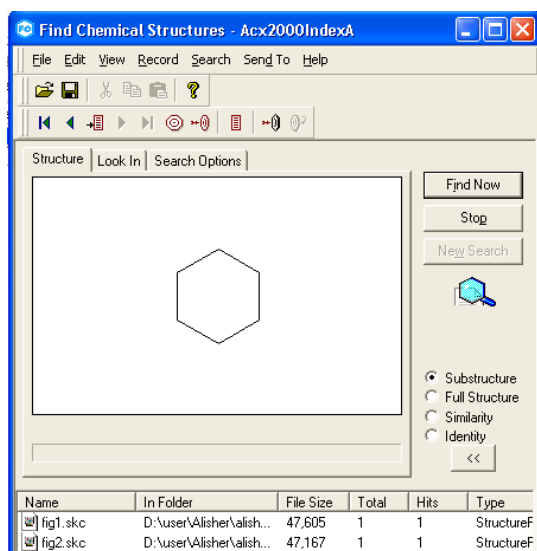 Find Chemical Structures - Acx2000IndexA
File Edit View Record Search Send To Help
Structure Look In Search Options
Find Now
Stop
New Search
Substructure
Full Structure
Similarity
Identity
<<
Name In Folder File Size Total Hits Type
fig1.skc D:\user\Alisher\alish... 47,605 1 1 StructureF
fig2.skc D:\user\Alisher\alish... 47,167 1 1 StructureF